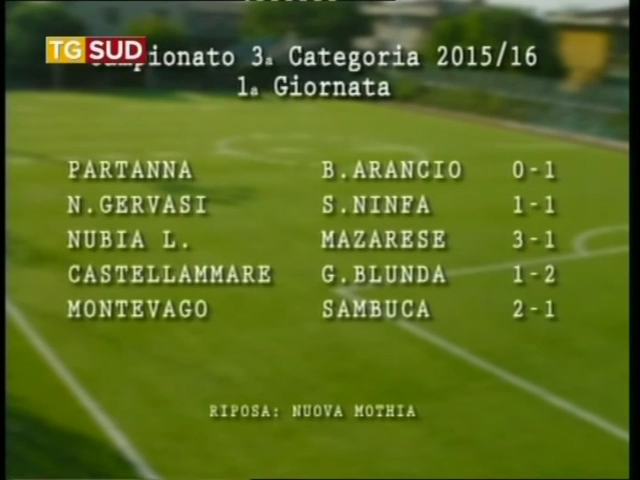 TG SUD
Campionato 3a Categoria 2015/16
1a Giornata
PARTANNA B.ARANCIO 0-1
N.GERVASI S.NINFA 1-1
NUBIA L. MAZARESE 3-1
CASTELLAMMARE G.BLUNDA 1-2
MONTEVAGO SAMBUCA 2-1
RIPOSA: NUOVA MOTHIA